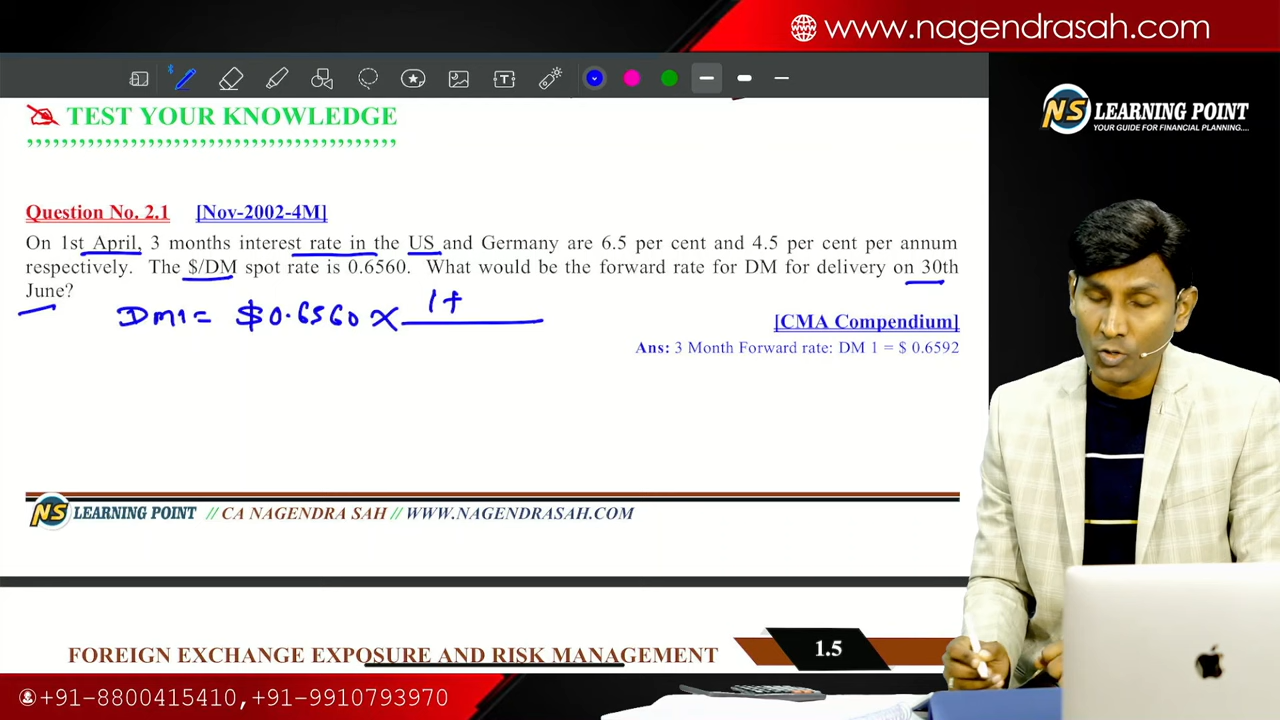 www.nagendrasah.com
TEST YOUR KNOWLEDGE
NS LEARNING POINT
YOUR GUIDE FOR FINANCIAL PLANNING....
Question No. 2.1 [Nov-2002-4M]
On 1st April, 3 months interest rate in the US and Germany are 6.5 per cent and 4.5 per cent per annum
respectively. The $/DM spot rate is 0.6560. What would be the forward rate for DM for delivery on 30th
June?
DM1 = $0.6560 × 1+
[CMA Compendium]
Ans: 3 Month Forward rate: DM 1 = $ 0.6592
NS LEARNING POINT // CA NAGENDRA SAH // WWW.NAGENDRASAH.COM
FOREIGN EXCHANGE EXPOSURE AND RISK MANAGEMENT 1.5
+91-8800415410,+91-9910793970